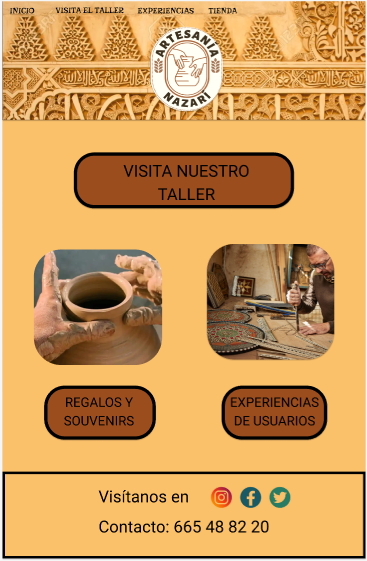 INICIO VISITA EL TALLER EXPERIENCIAS TIENDA
ARTESANÍA
NAZARÍ
VISITA NUESTRO
TALLER
REGALOS Y
SOUVENIRS
EXPERIENCIAS
DE USUARIOS
Visítanos en
Contacto: 665 48 82 20